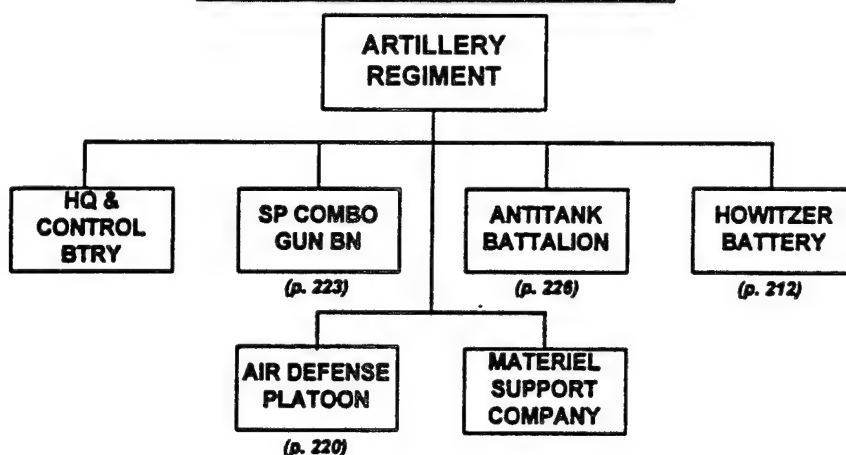 ARTILLERY
REGIMENT
HQ &
CONTROL
BTRY
SP COMBO
GUN BN
(p. 223)
ANTITANK
BATTALION
(p. 226)
HOWITZER
BATTERY
(p. 212)
AIR DEFENSE
PLATOON
(p. 220)
MATERIEL
SUPPORT
COMPANY